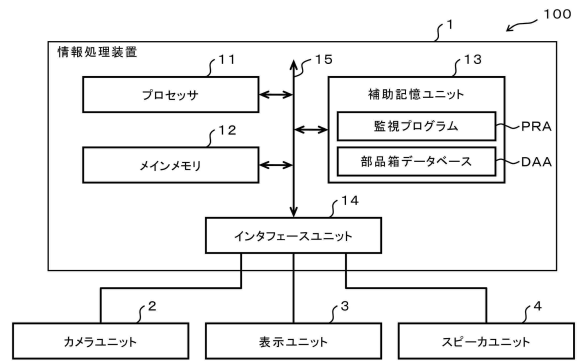 100
1
情報処理装置
11
15
13
プロセッサ
補助記憶ユニット
監視プログラム
PRA
12
メインメモリ
部品箱データベース
DAA
14
インタフェースユニット
2
3
4
カメラユニット
表示ユニット
スピーカユニット